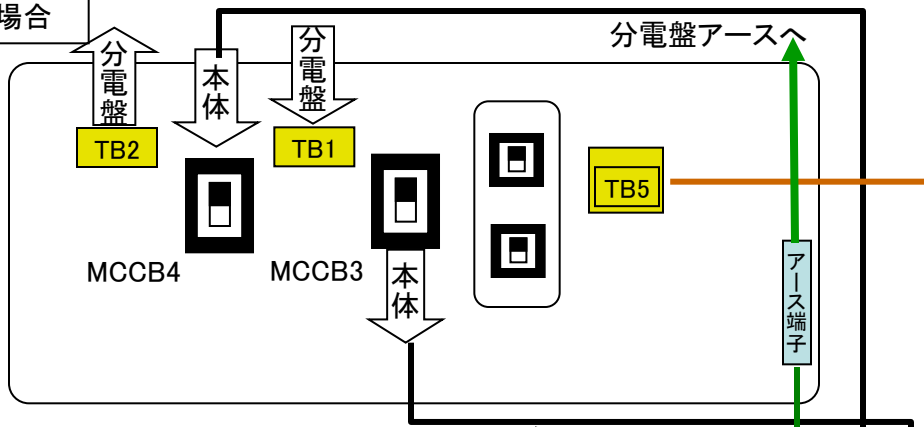 場合
分電盤アースへ
分電盤
本体
分電盤
TB2
TB1
TB5
MCCB4
MCCB3
本体
アース端子